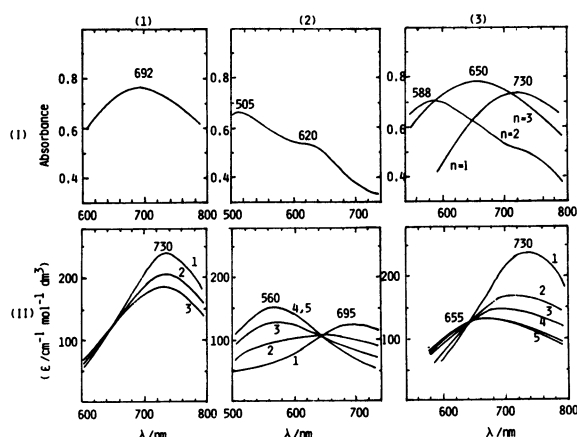 (1) (2) (3)
(I)
Absorbance
0.8
0.6
0.4
692
600 700 800
0.8
0.6
0.4
505
620
500 600 700
0.8
0.6
0.4
588
650
730
n=3
n=2
n=1
600 700 800
(II)
(ε/cm⁻¹ mol⁻¹ dm³)
200
100
730
1
2
3
600 700 800
λ/nm
200
100
560
4,5
695
3
2
1
500 600 700
λ/nm
200
100
730
1
2
655
3
4
5
600 700 800
λ/nm